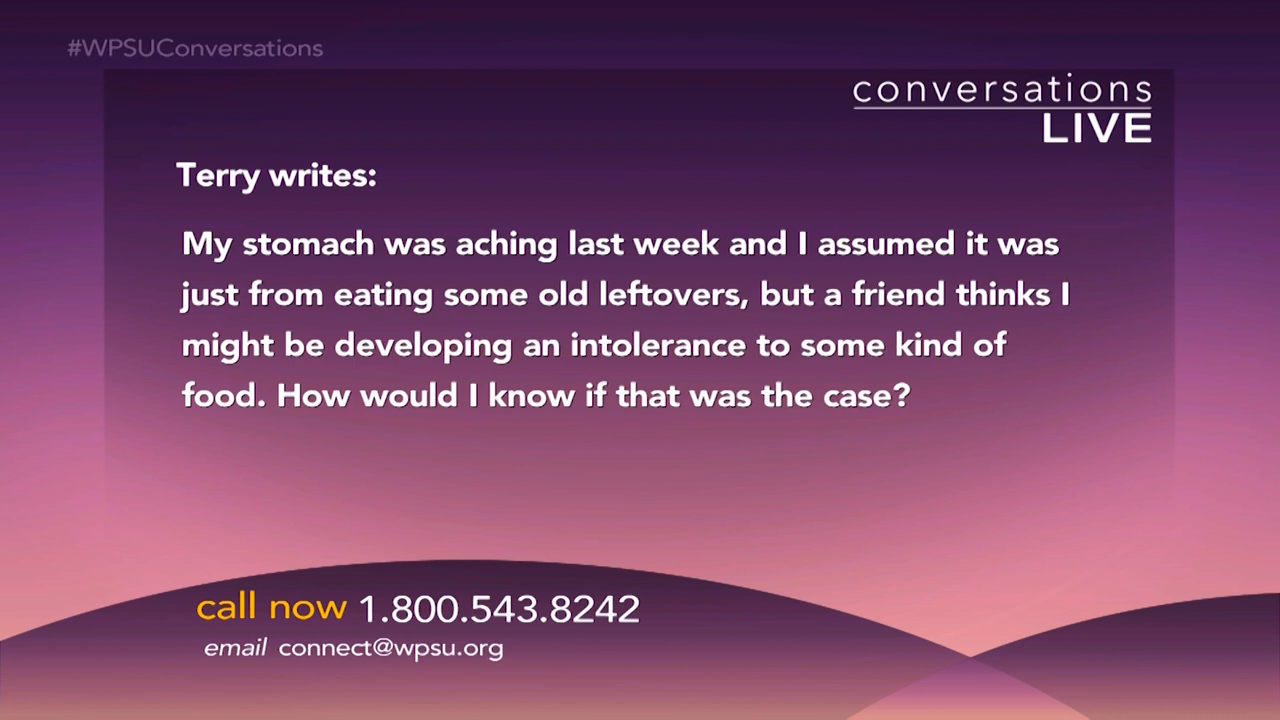 #WPSUConversations
conversations
LIVE
Terry writes:
My stomach was aching last week and I assumed it was
just from eating some old leftovers, but a friend thinks I
might be developing an intolerance to some kind of
food. How would I know if that was the case?
call now 1.800.543.8242
email connect@wpsu.org